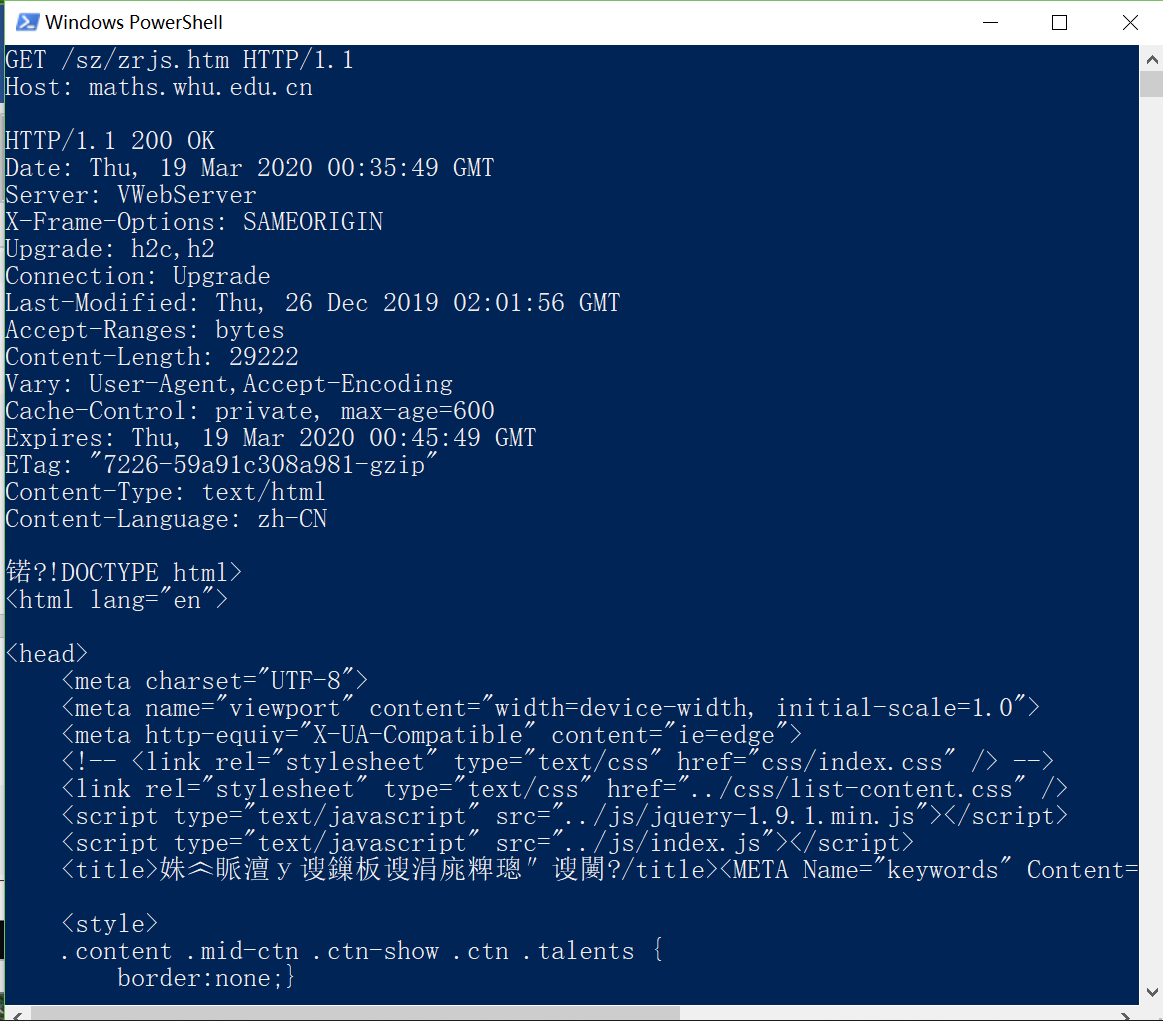 Windows PowerShell
GET /sz/zrjs.htm HTTP/1.1
Host: maths.whu.edu.cn
HTTP/1.1 200 OK
Date: Thu, 19 Mar 2020 00:35:49 GMT
Server: VWebServer
X-Frame-Options: SAMEORIGIN
Upgrade: h2c,h2
Connection: Upgrade
Last-Modified: Thu, 26 Dec 2019 02:01:56 GMT
Accept-Ranges: bytes
Content-Length: 29222
Vary: User-Agent,Accept-Encoding
Cache-Control: private, max-age=600
Expires: Thu, 19 Mar 2020 00:45:49 GMT
ETag: "7226-59a91c308a981-gzip"
Content-Type: text/html
Content-Language: zh-CN
锘?!DOCTYPE html>
<html lang="en">
<head>
<meta charset="UTF-8">
<meta name="viewport" content="width=device-width, initial-scale=1.0">
<meta http-equiv="X-UA-Compatible" content="ie=edge">
<!-- <link rel="stylesheet" type="text/css" href="css/index.css" /> -->
<link rel="stylesheet" type="text/css" href="../css/list-content.css" />
<script type="text/javascript" src="../js/jquery-1.9.1.min.js"></script>
<script type="text/javascript" src="../js/index.js"></script>
<title>姝︽眽澶у谡鏁板谡涓庣粺璁″谡闄?/title><META Name="keywords" Content=
<style>
.content .mid-ctn .ctn-show .ctn .talents {
border:none;}